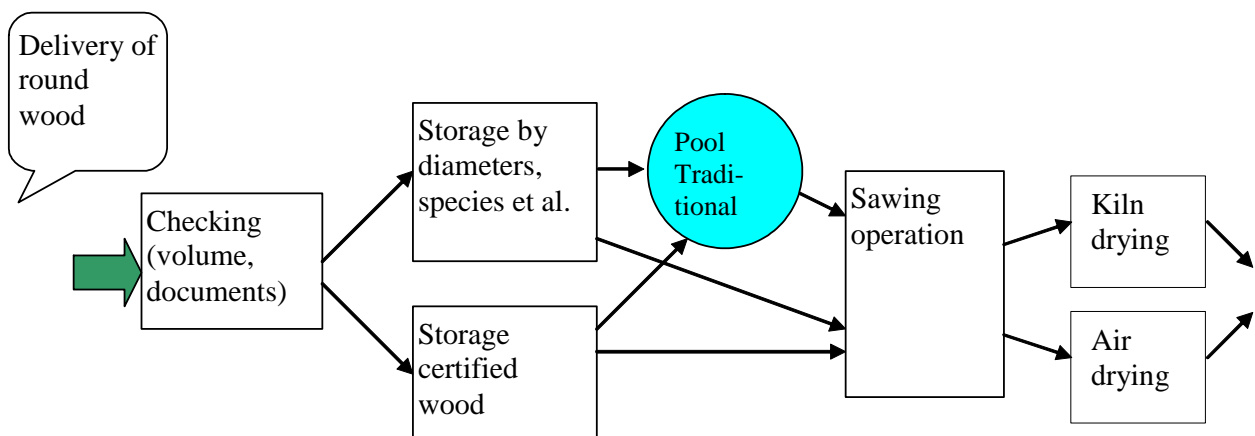 Delivery of
round
wood
Checking
(volume,
documents)
Storage by
diameters,
species et al.
Storage
certified
wood
Pool
Tradi-
tional
Sawing
operation
Kiln
drying
Air
drying